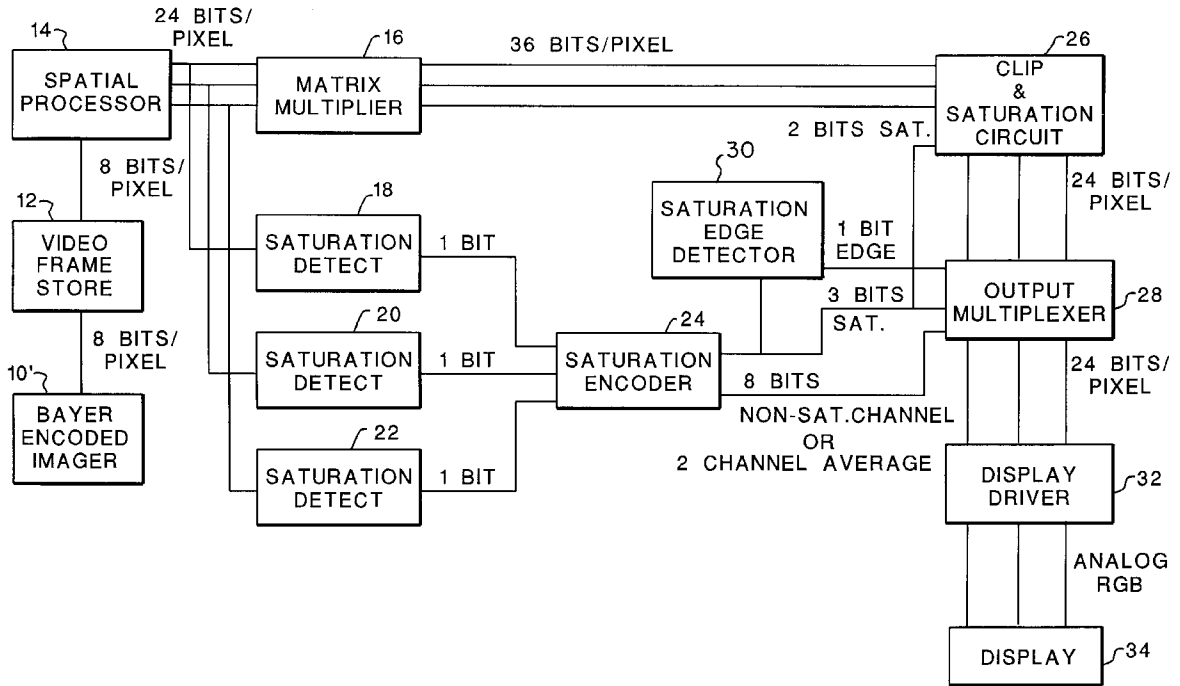 24 BITS/
PIXEL
14
SPATIAL
PROCESSOR
16
MATRIX
MULTIPLIER
36 BITS/PIXEL
26
CLIP
&
SATURATION
CIRCUIT
2 BITS SAT.
8 BITS/
PIXEL
12
VIDEO
FRAME
STORE
18
SATURATION
DETECT
1 BIT
30
SATURATION
EDGE
DETECTOR
1 BIT
EDGE
24 BITS/
PIXEL
OUTPUT
MULTIPLEXER
28
3 BITS
SAT.
8 BITS/
PIXEL
10'
BAYER
ENCODED
IMAGER
20
SATURATION
DETECT
1 BIT
24
SATURATION
ENCODER
8 BITS
NON-SAT.CHANNEL
OR
2 CHANNEL AVERAGE
24 BITS/
PIXEL
22
SATURATION
DETECT
1 BIT
DISPLAY
DRIVER
32
ANALOG
RGB
DISPLAY
34